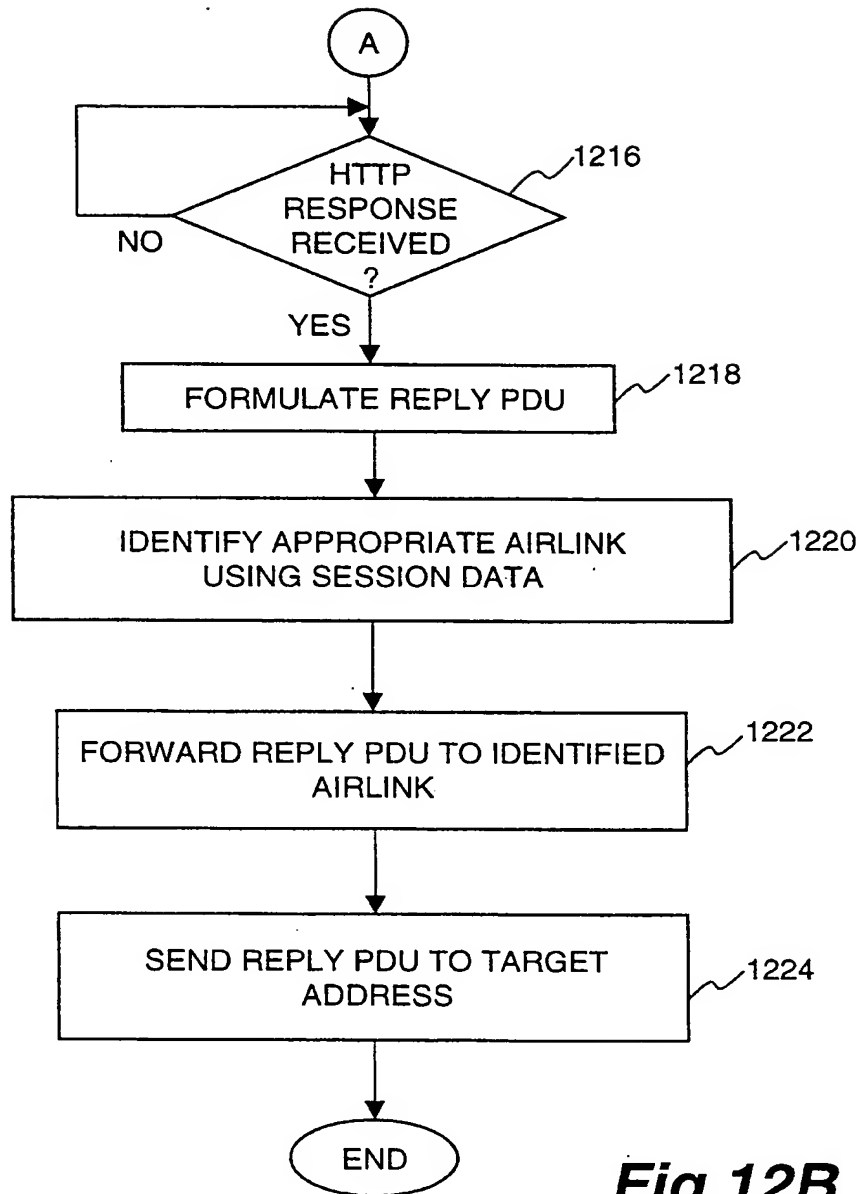 A
HTTP
RESPONSE
RECEIVED
?
1216
NO
YES
FORMULATE REPLY PDU
1218
IDENTIFY APPROPRIATE AIRLINK
USING SESSION DATA
1220
FORWARD REPLY PDU TO IDENTIFIED
AIRLINK
1222
SEND REPLY PDU TO TARGET
ADDRESS
1224
END
Fig.12B